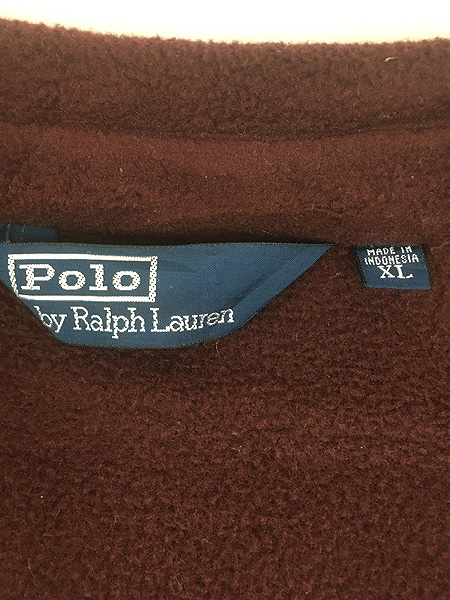 Polo
by Ralph Lauren
MADE IN
INDONESIA
XL